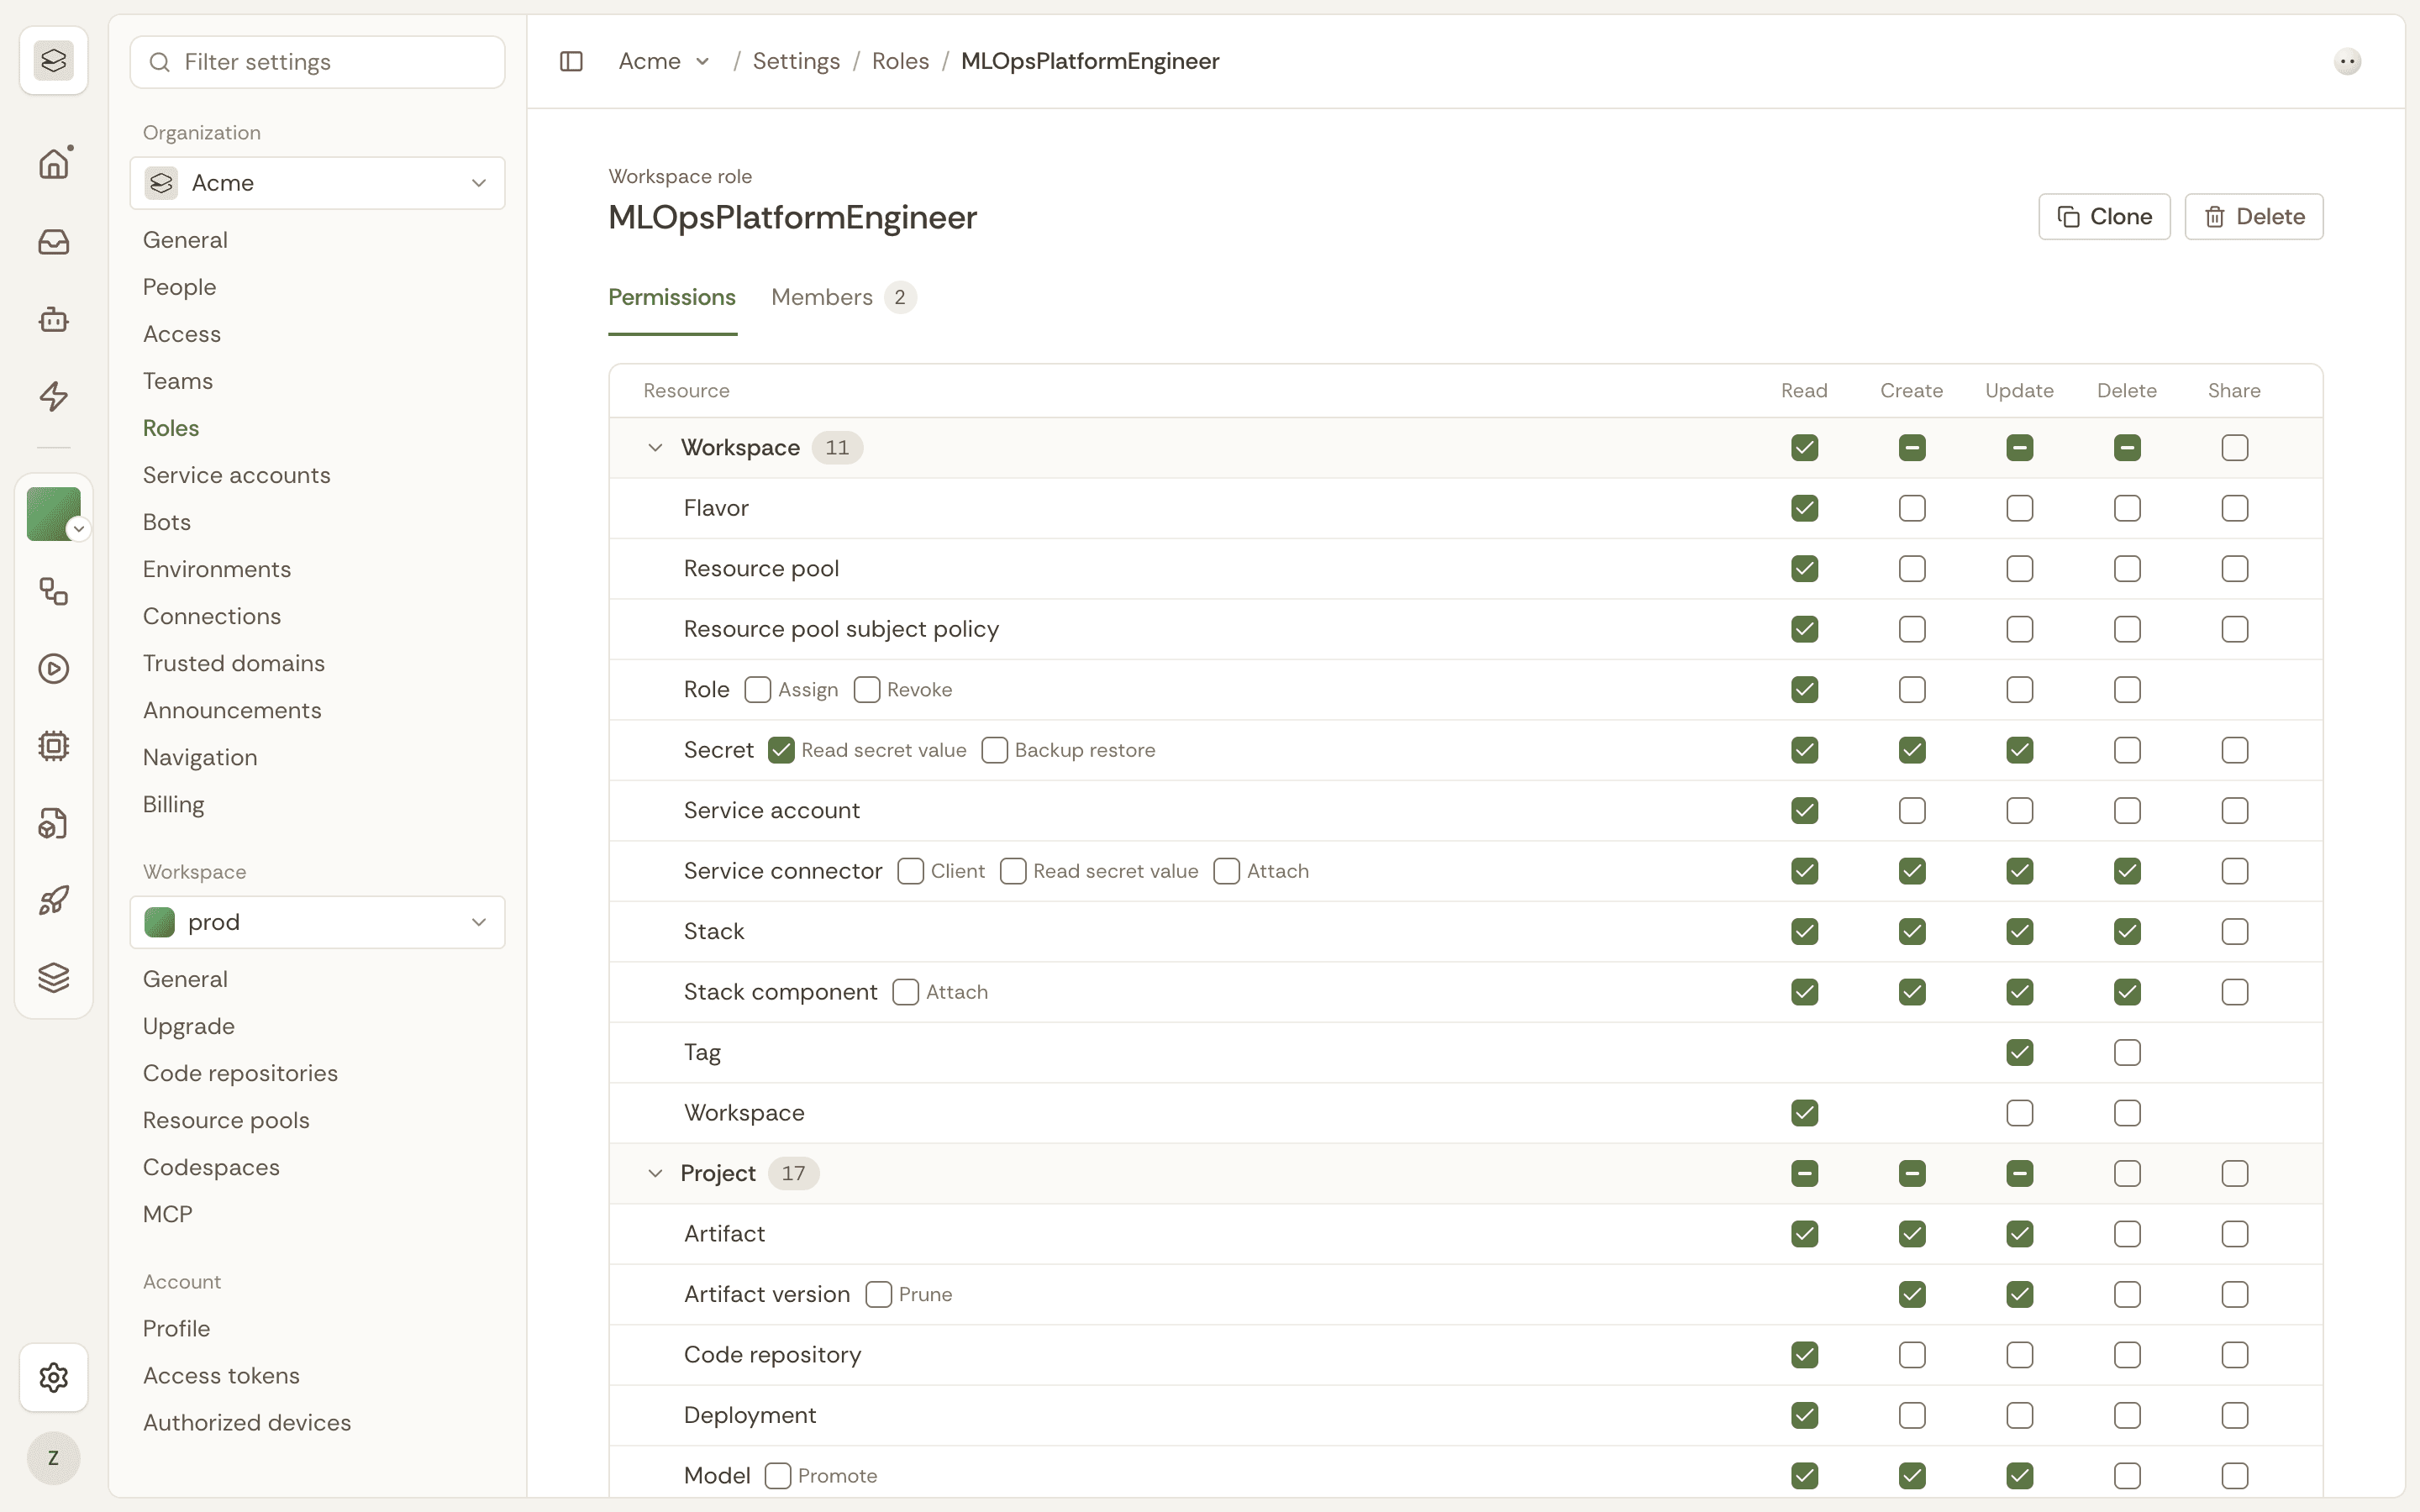 Filter settings
Organization
Acme
General
People
Access
Teams
Roles
Service accounts
Bots
Environments
Connections
Trusted domains
Announcements
Navigation
Billing
Workspace
prod
General
Upgrade
Code repositories
Resource pools
Codespaces
MCP
Account
Profile
Access tokens
Authorized devices
Z
Acme / Settings / Roles / MLOpsPlatformEngineer
Workspace role
MLOpsPlatformEngineer
Clone Delete
Permissions Members 2
Resource Read Create Update Delete Share
Workspace 11
Flavor
Resource pool
Resource pool subject policy
Role Assign Revoke
Secret Read secret value Backup restore
Service account
Service connector Client Read secret value Attach
Stack
Stack component Attach
Tag
Workspace
Project 17
Artifact
Artifact version Prune
Code repository
Deployment
Model Promote